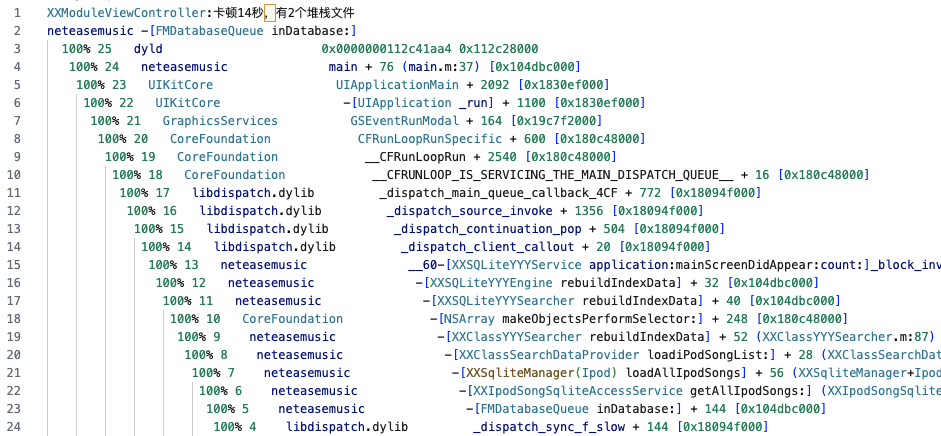 1 XXModuleViewController:卡顿14秒，有2个堆栈文件
2 neteasemusic -[FMDatabaseQueue inDatabase:]
3 100% 25 dyld 0x0000000112c41aa4 0x112c28000
4 100% 24 neteasemusic main + 76 (main.m:37) [0x104dbc000]
5 100% 23 UIKitCore UIApplicationMain + 2092 [0x1830ef000]
6 100% 22 UIKitCore -[UIApplication _run] + 1100 [0x1830ef000]
7 100% 21 GraphicsServices GSEventRunModal + 164 [0x19c7f2000]
8 100% 20 CoreFoundation CFRunLoopRunSpecific + 600 [0x180c48000]
9 100% 19 CoreFoundation __CFRunLoopRun + 2540 [0x180c48000]
10 100% 18 CoreFoundation __CFRUNLOOP_IS_SERVICING_THE_MAIN_DISPATCH_QUEUE__ + 16 [0x180c48000]
11 100% 17 libdispatch.dylib _dispatch_main_queue_callback_4CF + 772 [0x18094f000]
12 100% 16 libdispatch.dylib _dispatch_source_invoke + 1356 [0x18094f000]
13 100% 15 libdispatch.dylib _dispatch_continuation_pop + 504 [0x18094f000]
14 100% 14 libdispatch.dylib _dispatch_client_callout + 20 [0x18094f000]
15 100% 13 neteasemusic __60-[XXSQLiteYYYService application:mainScreenDidAppear:count:]_block_inv
16 100% 12 neteasemusic -[XXSQLiteYYYEngine rebuildIndexData] + 32 [0x104dbc000]
17 100% 11 neteasemusic -[XXSQLiteYYYSearcher rebuildIndexData] + 40 [0x104dbc000]
18 100% 10 CoreFoundation -[NSArray makeObjectsPerformSelector:] + 248 [0x180c48000]
19 100% 9 neteasemusic -[XXClassYYYSearcher rebuildIndexData] + 52 (XXClassYYYSearcher.m:87)
20 100% 8 neteasemusic -[XXClassSearchDataProvider loadiPodSongList:] + 28 (XXClassSearchDat
21 100% 7 neteasemusic -[XXSqliteManager(Ipod) loadAllIpodSongs] + 56 (XXSqliteManager+Ipod
22 100% 6 neteasemusic -[XXIpodSongSqliteAccessService getAllIpodSongs:] (XXIpodSongSqlite
23 100% 5 neteasemusic -[FMDatabaseQueue inDatabase:] + 144 [0x104dbc000]
24 100% 4 libdispatch.dylib _dispatch_sync_f_slow + 144 [0x18094f000]